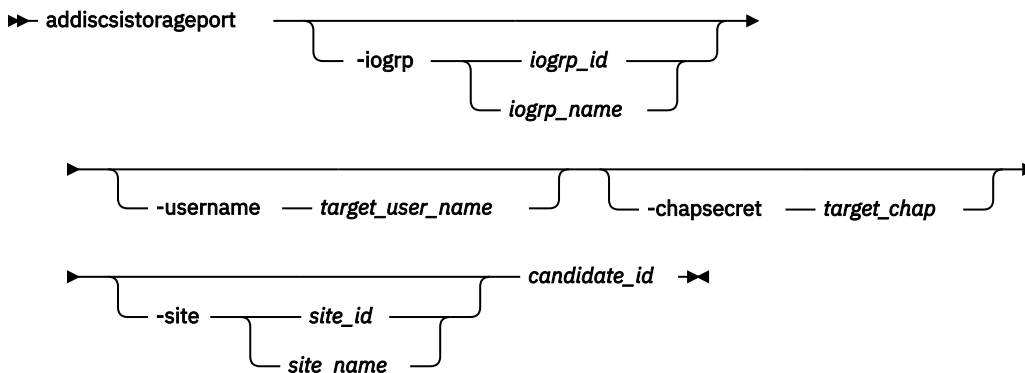 addiscsistorageport
-iogrp iogrp_id
iogrp_name
-username target_user_name -chapsecret target_chap
candidate_id
-site site_id
site_name